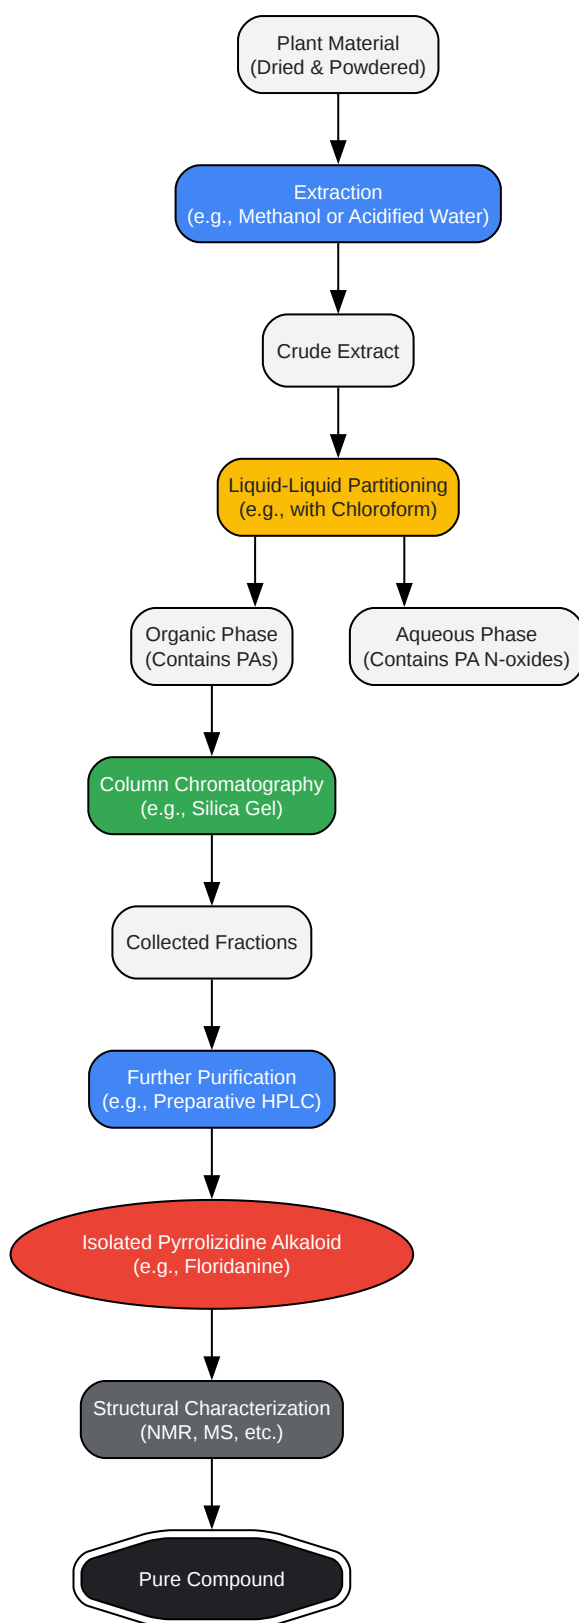 Plant Material
(Dried & Powdered)
Extraction
(e.g., Methanol or Acidified Water)
Crude Extract
Liquid-Liquid Partitioning
(e.g., with Chloroform)
Organic Phase
(Contains PAs)
Aqueous Phase
(Contains PA N-oxides)
Column Chromatography
(e.g., Silica Gel)
Collected Fractions
Further Purification
(e.g., Preparative HPLC)
Isolated Pyrrolizidine Alkaloid
(e.g., Floridanine)
Structural Characterization
(NMR, MS, etc.)
Pure Compound